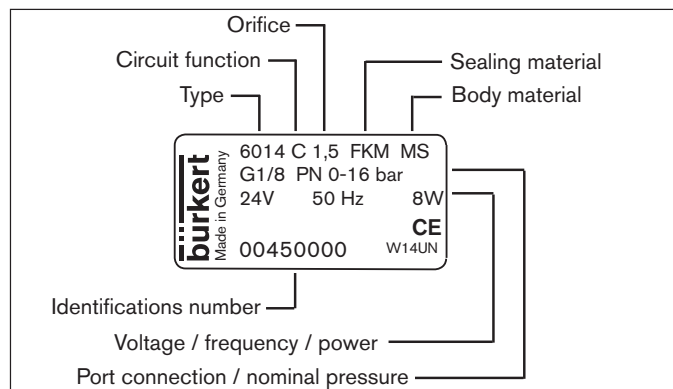 Orifice
Circuit function
Sealing material
Type
Body material
6014 C 1,5 FKM MS
G1/8 PN 0-16 bar
24V 50 Hz 8W
CE
W14UN
00450000
burkert
Made in Germany
Identifications number
Voltage / frequency / power
Port connection / nominal pressure